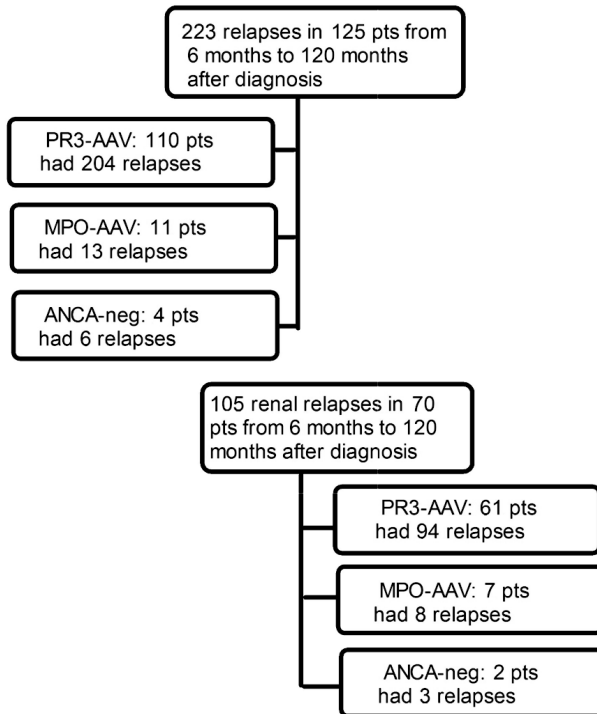 223 relapses in 125 pts from
6 months to 120 months
after diagnosis
PR3-AAV: 110 pts
had 204 relapses
MPO-AAV: 11 pts
had 13 relapses
ANCA-neg: 4 pts
had 6 relapses
105 renal relapses in 70
pts from 6 months to 120
months after diagnosis
PR3-AAV: 61 pts
had 94 relapses
MPO-AAV: 7 pts
had 8 relapses
ANCA-neg: 2 pts
had 3 relapses